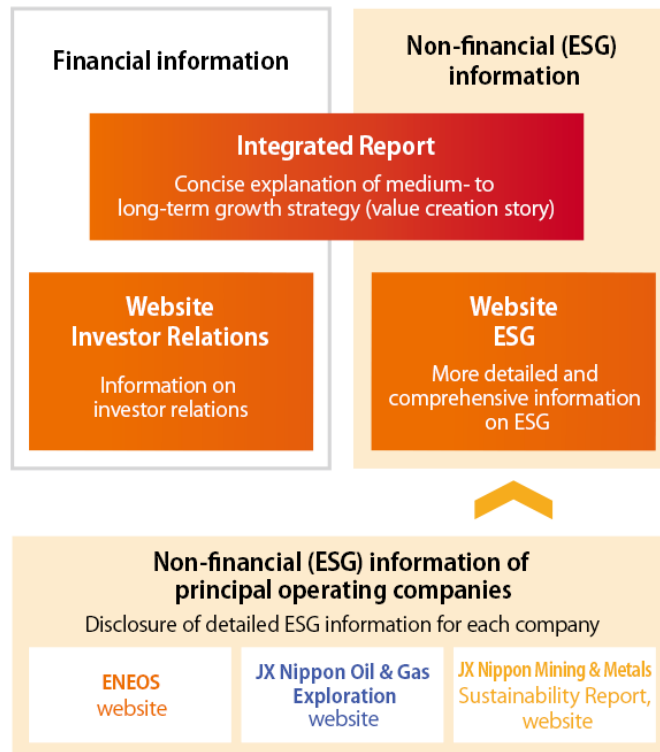 Financial information
Non-financial (ESG)
information
Integrated Report
Concise explanation of medium- to
long-term growth strategy (value creation story)
Website
Investor Relations
Information on
investor relations
Website
ESG
More detailed and
comprehensive information
on ESG
Non-financial (ESG) information of
principal operating companies
Disclosure of detailed ESG information for each company
ENEOS
website
JX Nippon Oil & Gas
Exploration
website
JX Nippon Mining & Metals
Sustainability Report,
website